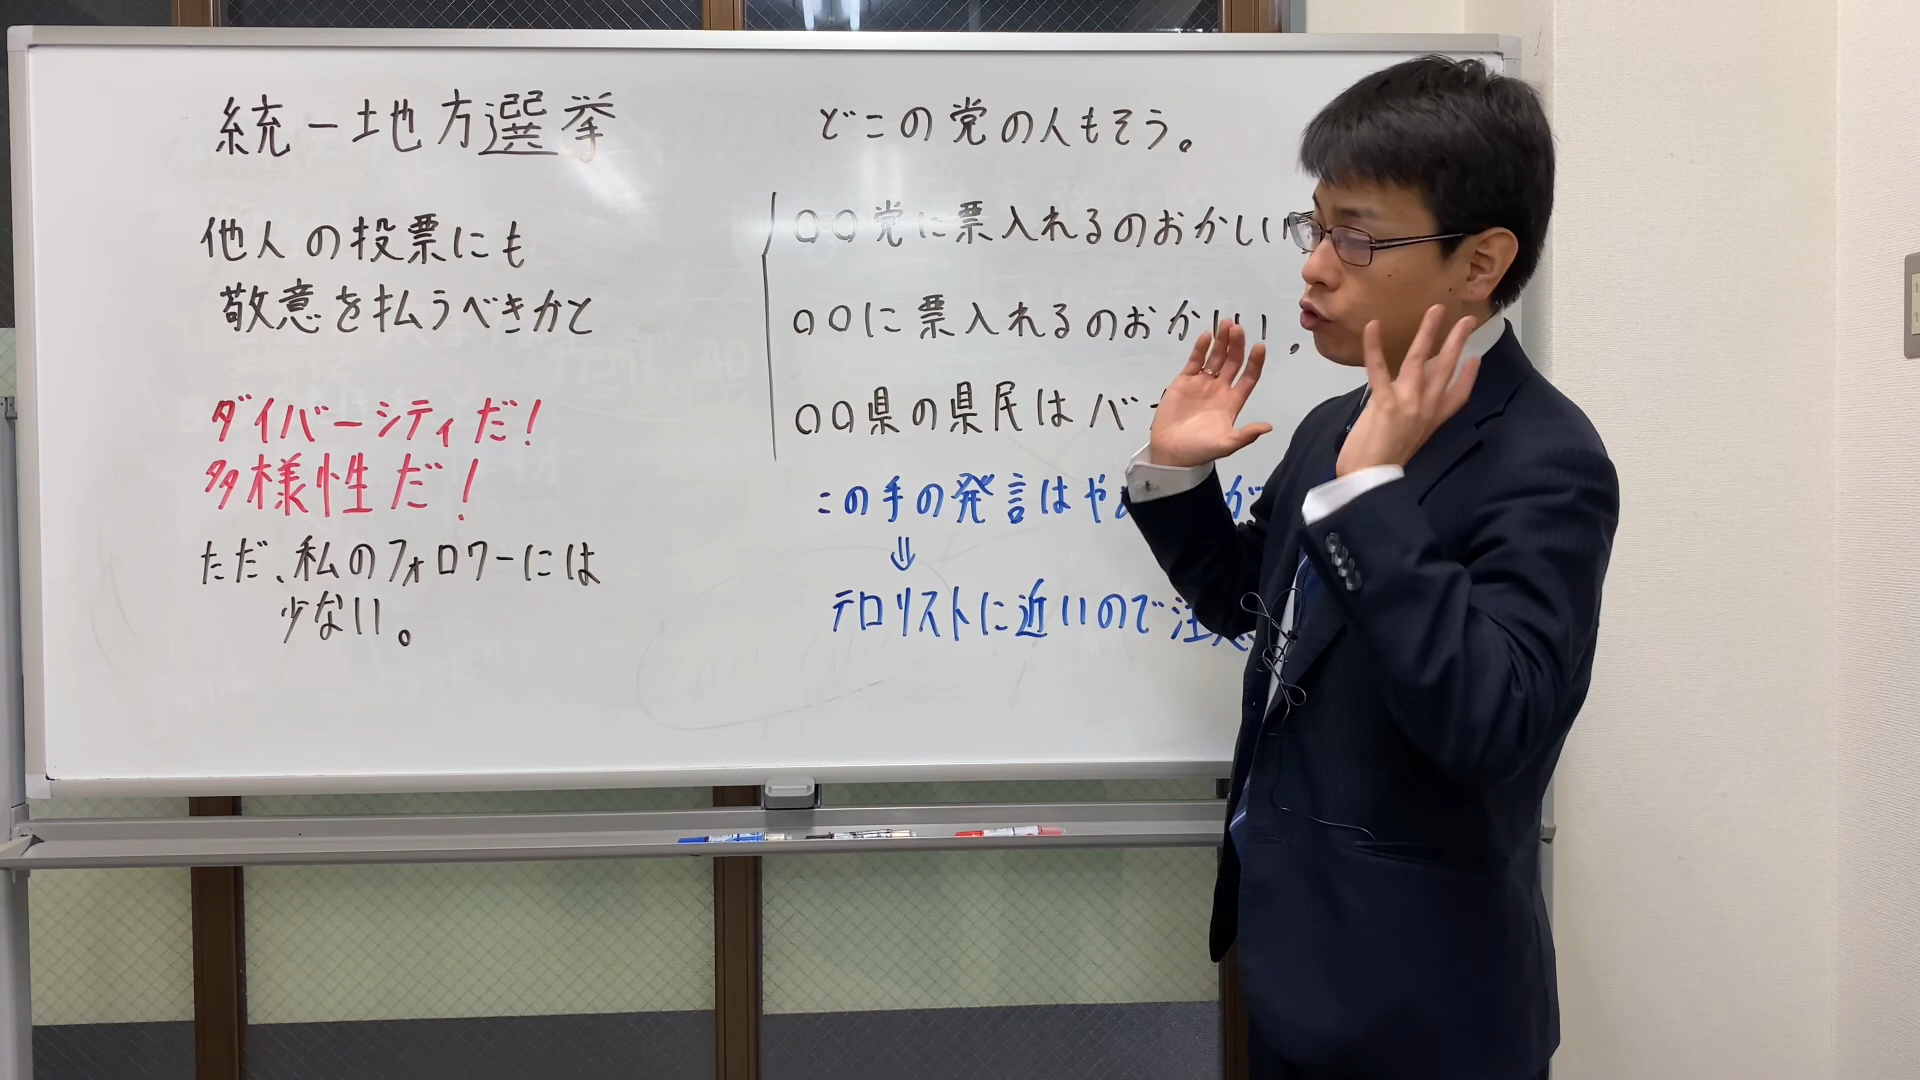 統一地方選挙
他人の投票にも
敬意を払うべきかと
ダイバーシティだ！
多様性だ！
ただ、私のフォロワーには
少ない。
どこの党の人もそう。
〇〇党に票入れるのおかしい
〇〇に票入れるのおかしい。
〇〇県の県民はバ
この手の発言はや
⇓
テロリストに近いので注意